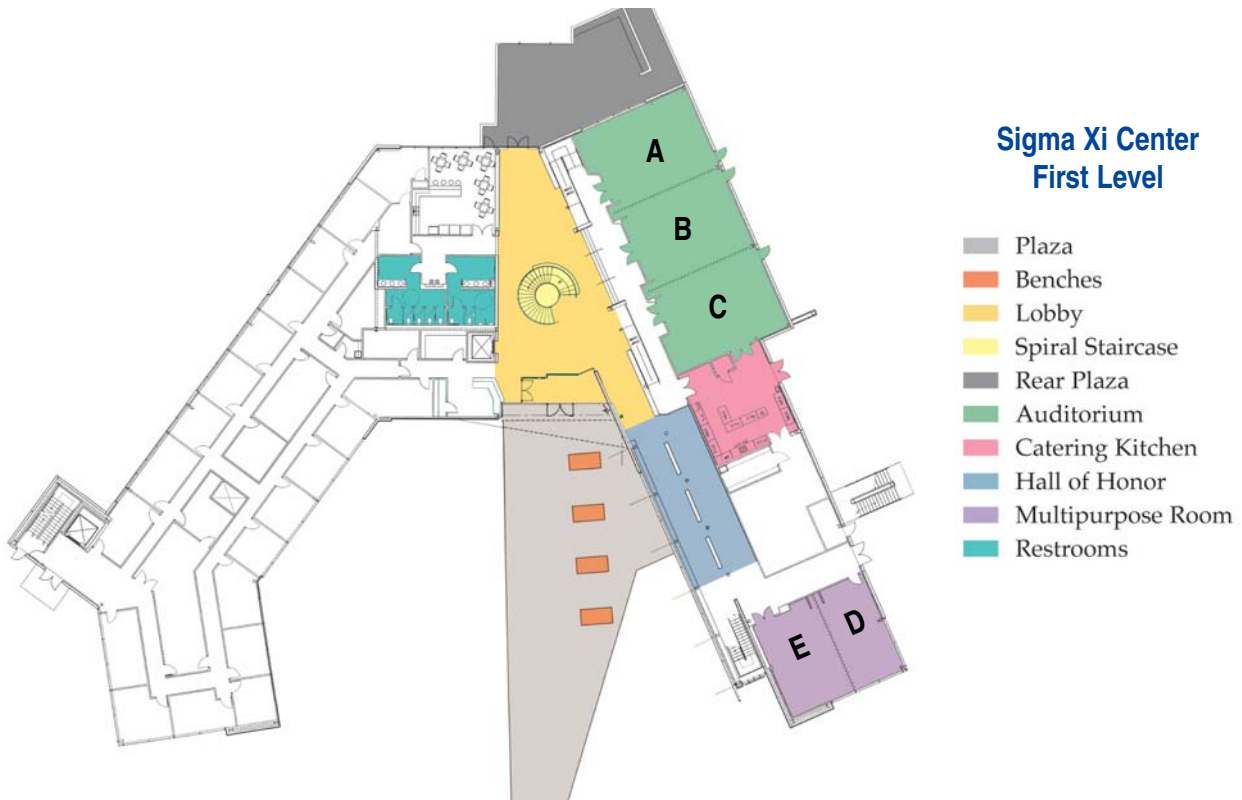 Sigma Xi Center
First Level
Plaza
Benches
Lobby
Spiral Staircase
Rear Plaza
Auditorium
Catering Kitchen
Hall of Honor
Multipurpose Room
Restrooms
A
B
C
D
E